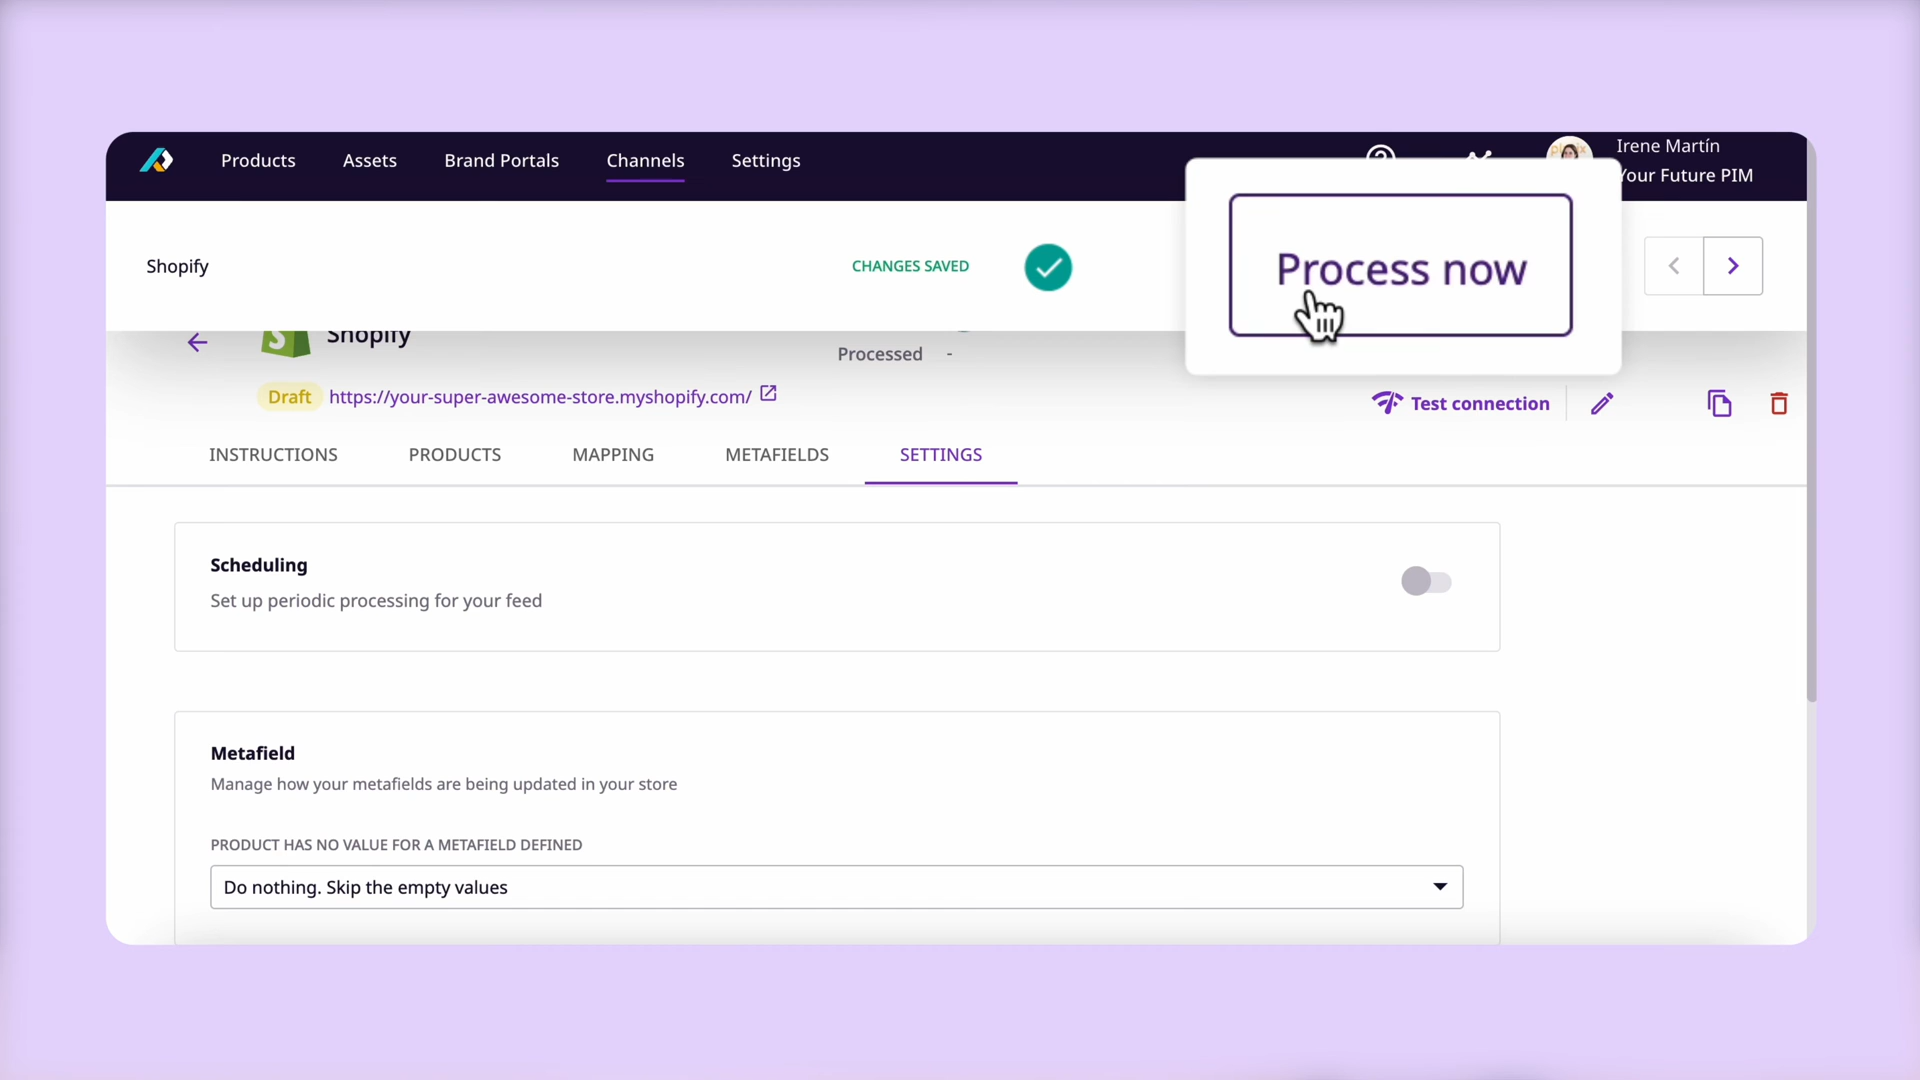 Products
Assets
Brand Portals
Channels
Settings
Irene Martín
Your Future PIM
Shopify
CHANGES SAVED
Process now
Shopify
Processed -
Draft
https://your-super-awesome-store.myshopify.com/
Test connection
INSTRUCTIONS
PRODUCTS
MAPPING
METAFIELDS
SETTINGS
Scheduling
Set up periodic processing for your feed
Metafield
Manage how your metafields are being updated in your store
PRODUCT HAS NO VALUE FOR A METAFIELD DEFINED
Do nothing. Skip the empty values